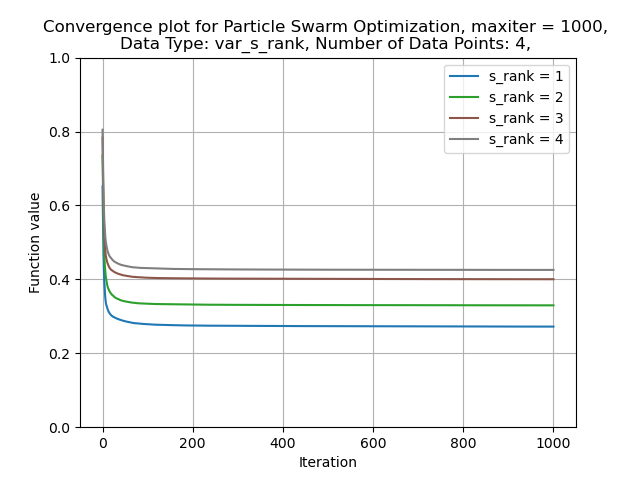 Convergence plot for Particle Swarm Optimization, maxiter = 1000,
Data Type: var_s_rank, Number of Data Points: 4,
1.0
0.8
0.6
0.4
0.2
0.0
Function value
s_rank = 1
s_rank = 2
s_rank = 3
s_rank = 4
0 200 400 600 800 1000
Iteration